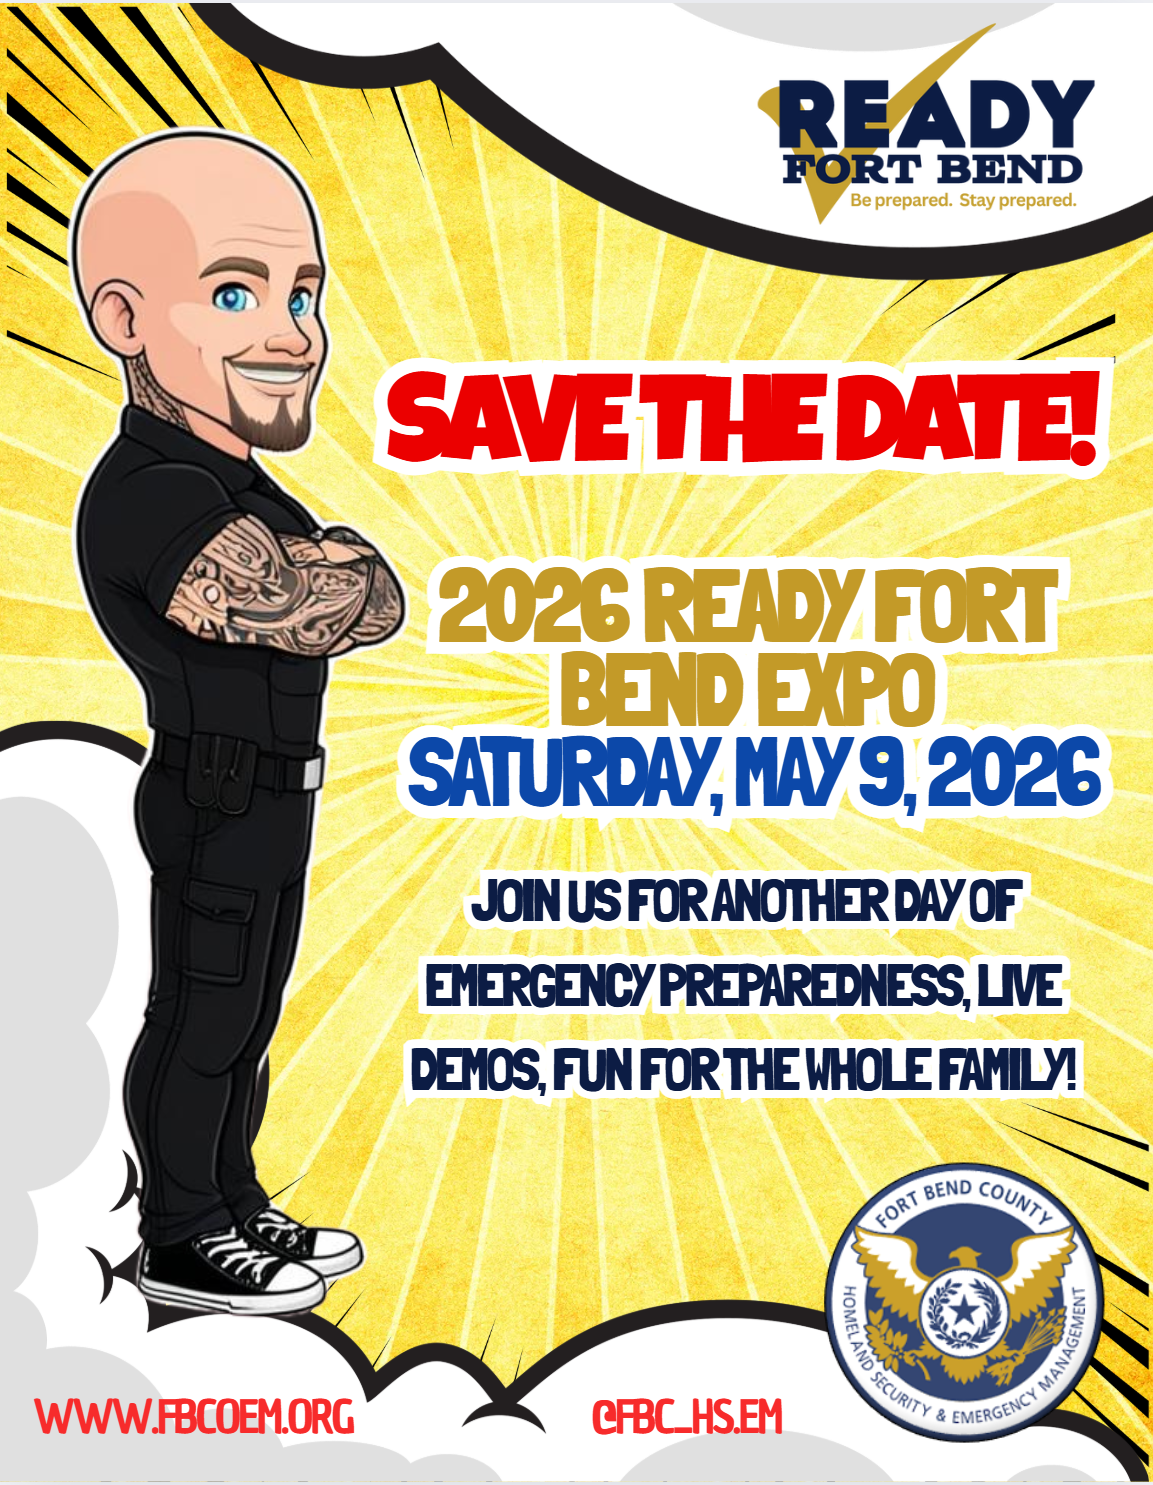 READY
FORT BEND
Be prepared. Stay prepared.
SAVE THE DATE!
2026 READY FORT
BEND EXPO
SATURDAY, MAY 9, 2026
JOIN US FOR ANOTHER DAY OF
EMERGENCY PREPAREDNESS, LIVE
DEMOS, FUN FOR THE WHOLE FAMILY!
FORT BEND COUNTY
HOMELAND SECURITY & EMERGENCY MANAGEMENT
WWW.FBCOEM.ORG
@FBC_HS.EM